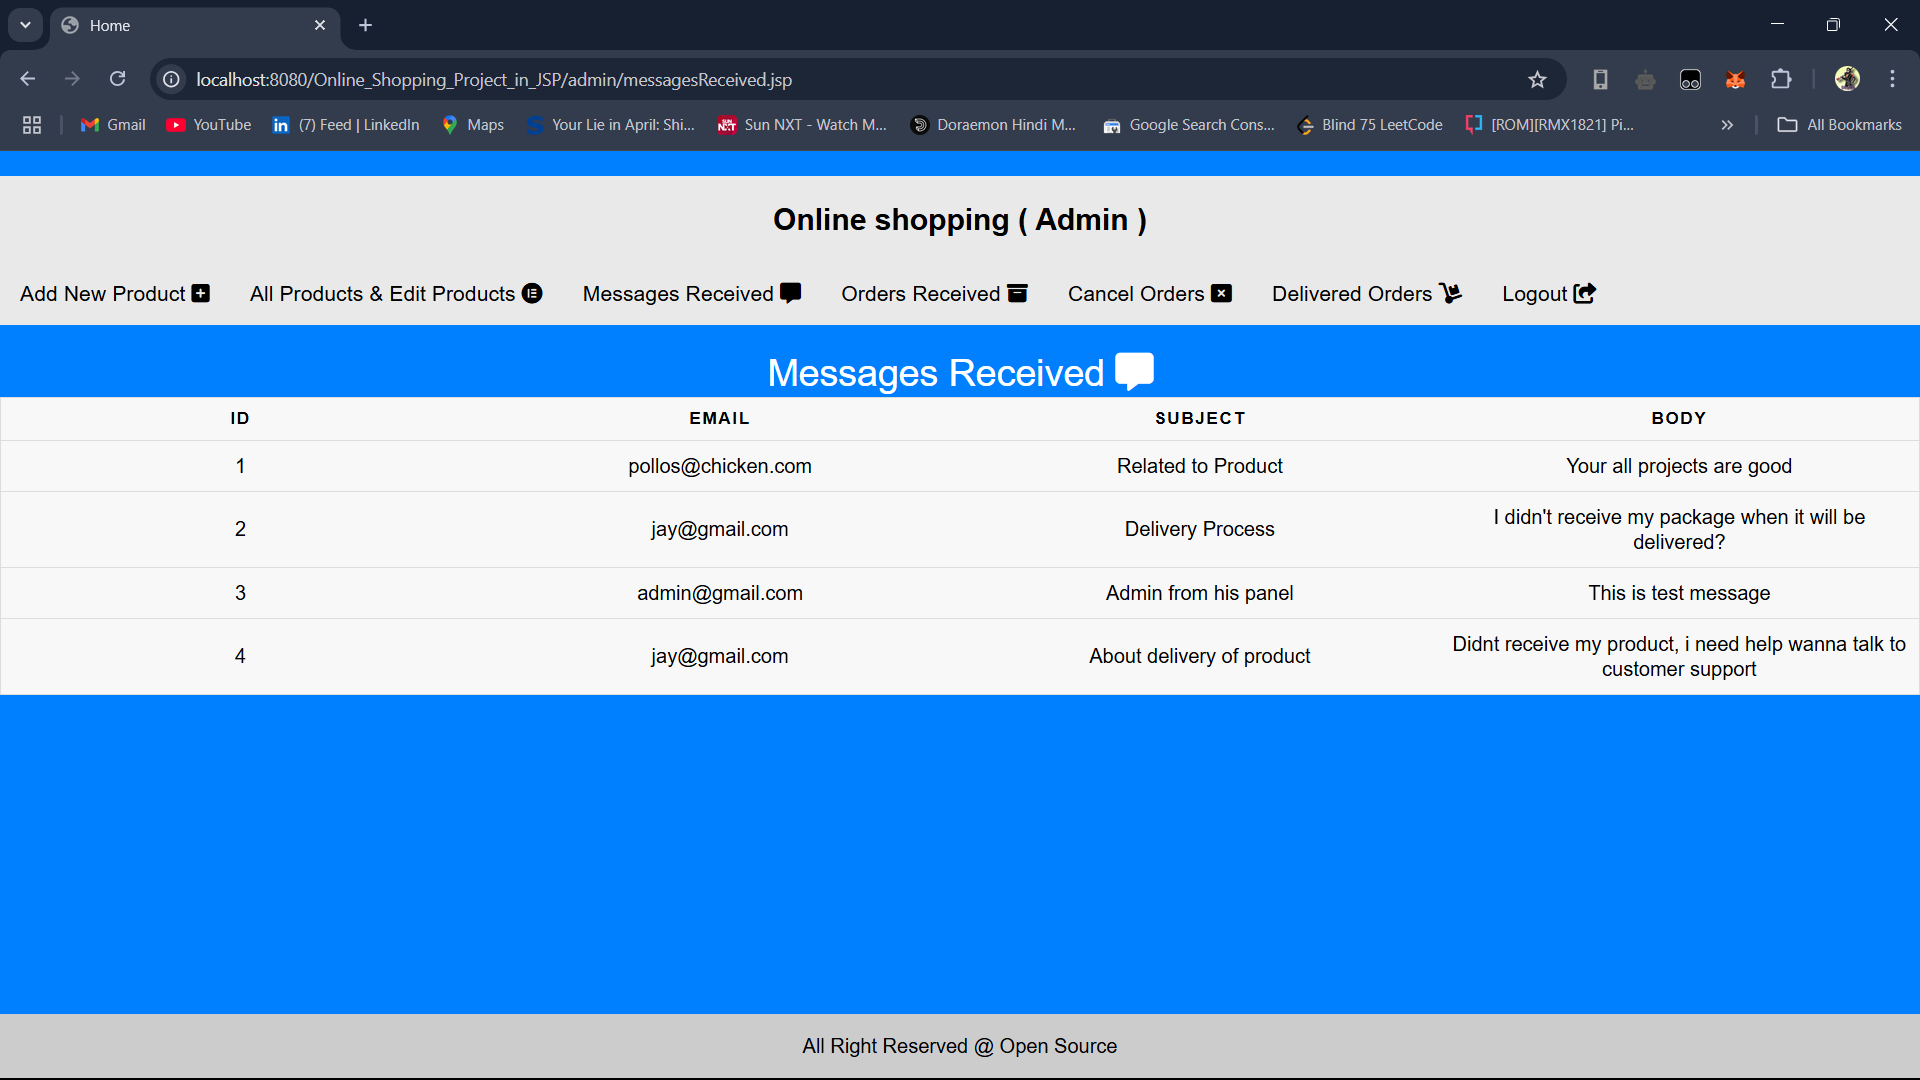 Home
localhost:8080/Online_Shopping_Project_in_JSP/admin/messagesReceived.jsp
Gmail YouTube (7) Feed | LinkedIn Maps Your Lie in April: Shi... Sun NXT - Watch M... Doraemon Hindi M... Google Search Cons... Blind 75 LeetCode [ROM][RMX1821] Pi... » All Bookmarks
Online shopping ( Admin )
Add New Product All Products & Edit Products Messages Received Orders Received Cancel Orders Delivered Orders Logout
Messages Received
ID EMAIL SUBJECT BODY
1 pollos@chicken.com Related to Product Your all projects are good
2 jay@gmail.com Delivery Process I didn't receive my package when it will be
delivered?
3 admin@gmail.com Admin from his panel This is test message
4 jay@gmail.com About delivery of product Didnt receive my product, i need help wanna talk to
customer support
All Right Reserved @ Open Source